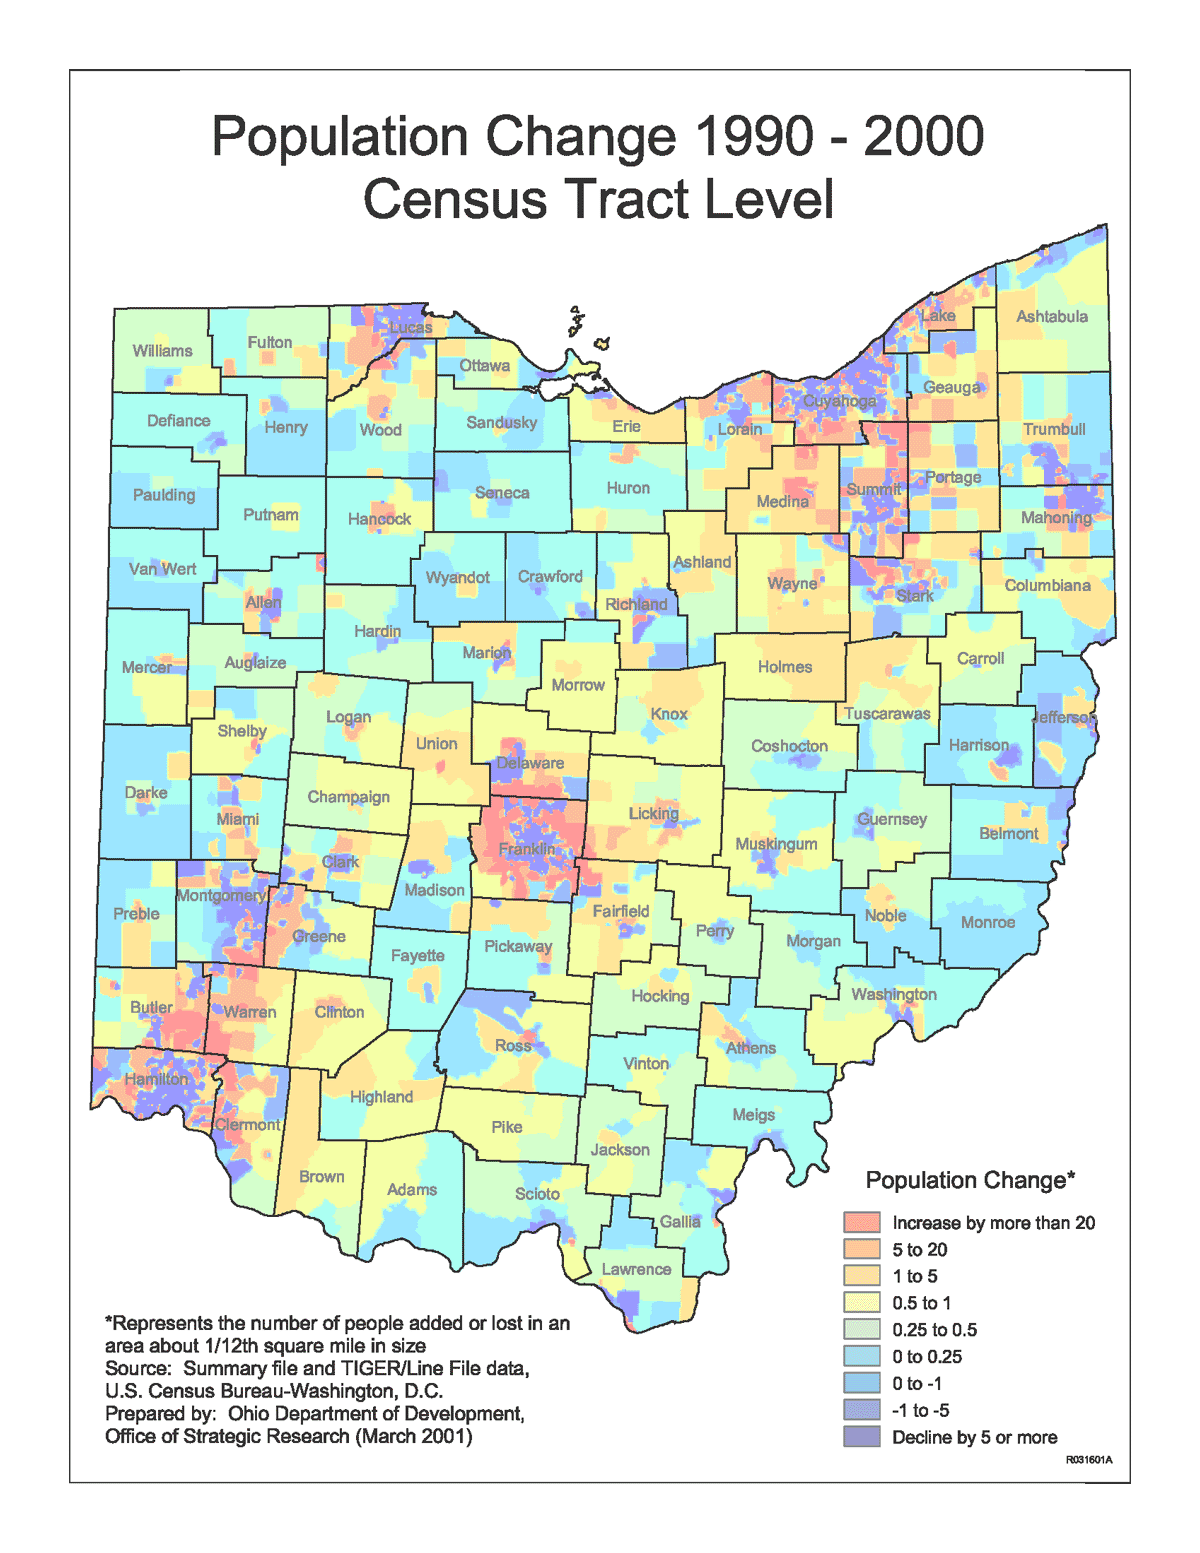 Population Change 1990 - 2000
Census Tract Level
Williams
Fulton
Lucas
Ottawa
Lake
Ashtabula
Geauga
Cuyahoga
Defiance
Henry
Wood
Sandusky
Erie
Lorain
Trumbull
Paulding
Putnam
Hancock
Seneca
Huron
Medina
Summit
Portage
Mahoning
Van Wert
Allen
Wyandot
Crawford
Richland
Ashland
Wayne
Stark
Columbiana
Hardin
Mercer
Auglaize
Marion
Morrow
Holmes
Carroll
Shelby
Logan
Union
Knox
Coshocton
Tuscarawas
Harrison
Jefferson
Delaware
Darke
Miami
Champaign
Licking
Muskingum
Guernsey
Belmont
Franklin
Clark
Madison
Montgomery
Preble
Greene
Fairfield
Perry
Morgan
Noble
Monroe
Fayette
Pickaway
Hocking
Washington
Butler
Warren
Clinton
Ross
Vinton
Athens
Hamilton
Clermont
Highland
Pike
Jackson
Meigs
Brown
Adams
Scioto
Gallia
Lawrence
Population Change*
Increase by more than 20
5 to 20
1 to 5
0.5 to 1
0.25 to 0.5
0 to 0.25
0 to -1
-1 to -5
Decline by 5 or more
*Represents the number of people added or lost in an
area about 1/12th square mile in size
Source:  Summary file and TIGER/Line File data,
U.S. Census Bureau-Washington, D.C.
Prepared by:  Ohio Department of Development,
Office of Strategic Research (March 2001)
R031601A